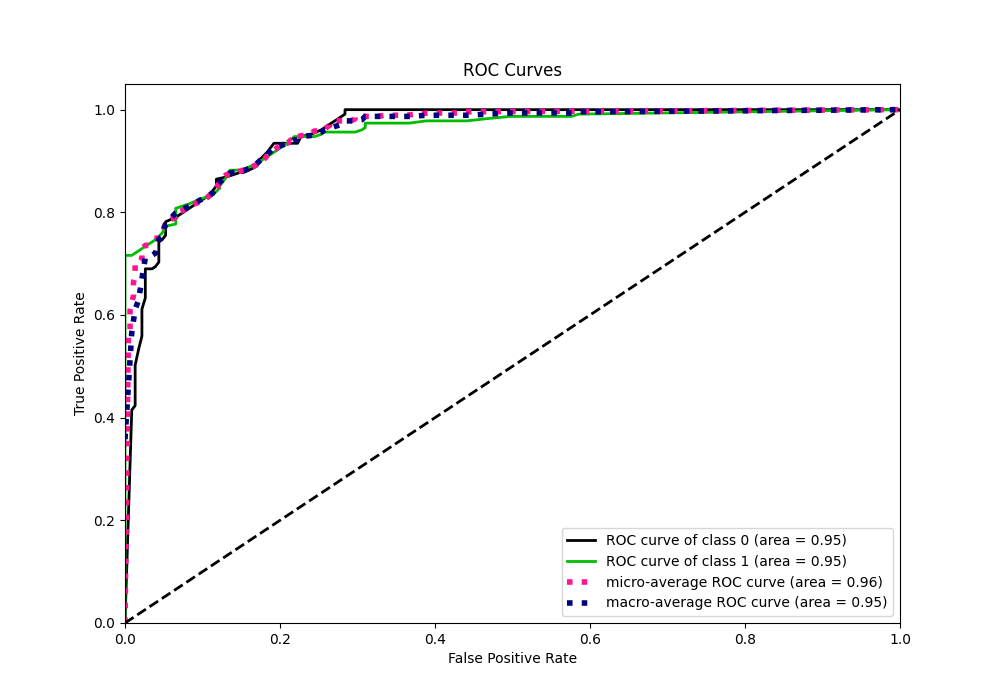 ROC Curves
True Positive Rate
1.0
0.8
0.6
0.4
0.2
0.0
0.0 0.2 0.4 0.6 0.8 1.0
False Positive Rate
ROC curve of class 0 (area = 0.95)
ROC curve of class 1 (area = 0.95)
micro-average ROC curve (area = 0.96)
macro-average ROC curve (area = 0.95)